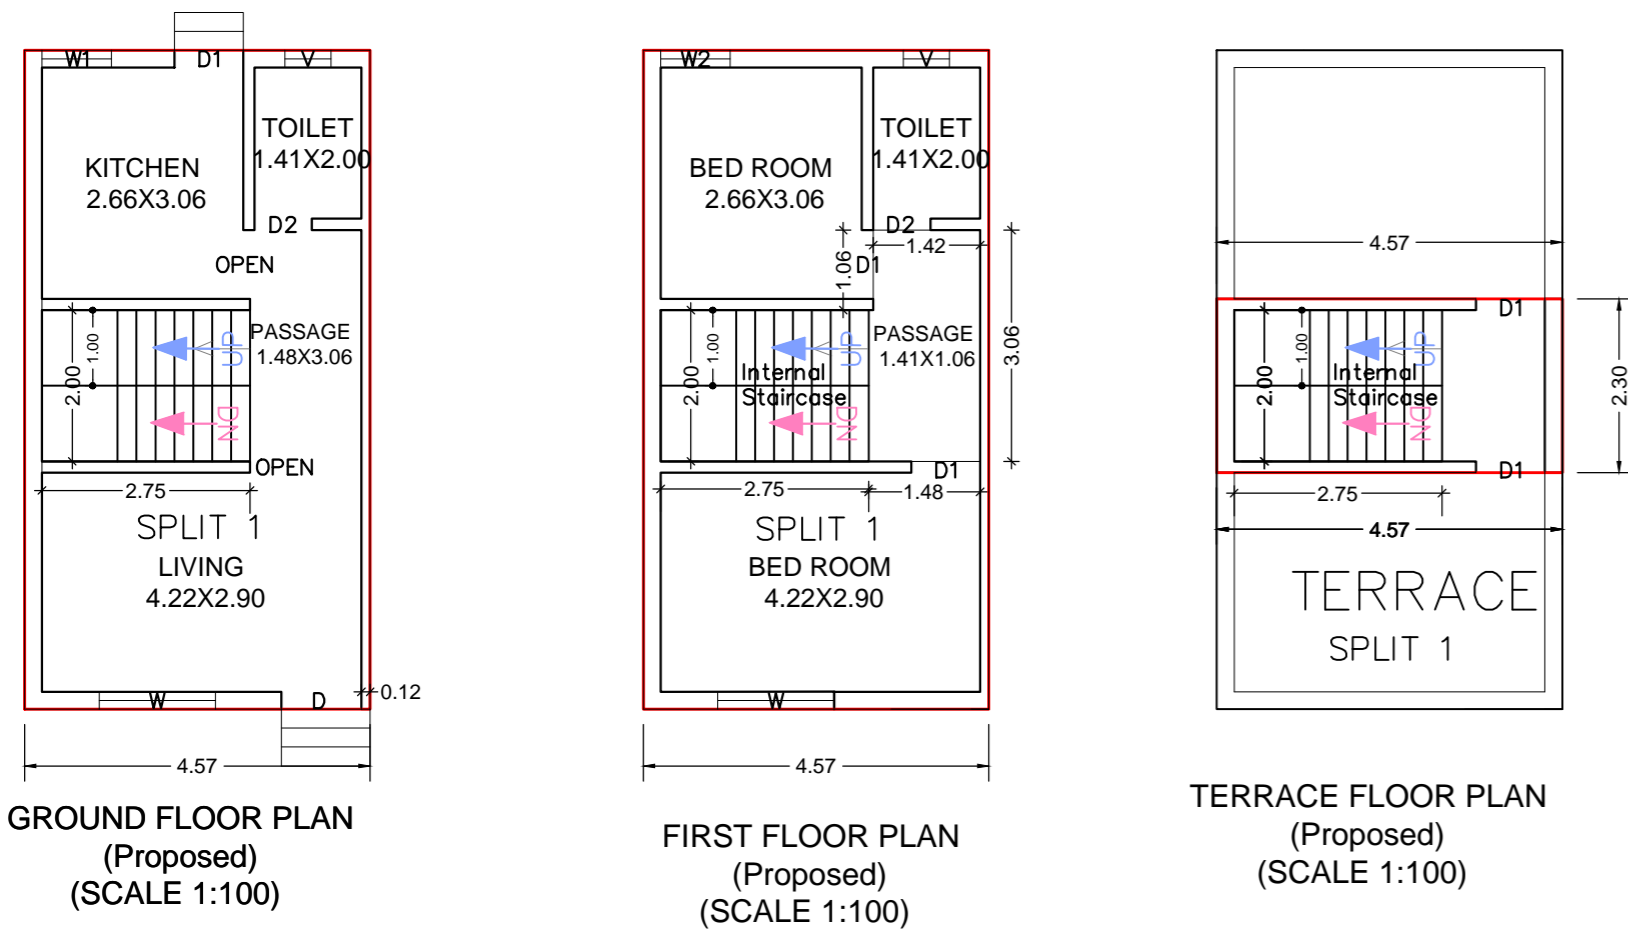 W1
D1
V
TOILET
1.41X2.00
KITCHEN
2.66X3.06
D2
OPEN
1.00
2.00
UP
PASSAGE
1.48X3.06
DN
OPEN
2.75
SPLIT 1
LIVING
4.22X2.90
W
D
0.12
4.57
GROUND FLOOR PLAN
(Proposed)
(SCALE 1:100)
W2
V
TOILET
1.41X2.00
BED ROOM
2.66X3.06
D2
1.42
1.06
D1
1.00
2.00
UP
PASSAGE
1.41X1.06
3.06
Internal
Staircase
DN
D1
2.75
1.48
SPLIT 1
BED ROOM
4.22X2.90
W
4.57
FIRST FLOOR PLAN
(Proposed)
(SCALE 1:100)
4.57
D1
1.00
2.00
UP
Internal
Staircase
DN
2.30
D1
2.75
4.57
TERRACE
SPLIT 1
TERRACE FLOOR PLAN
(Proposed)
(SCALE 1:100)